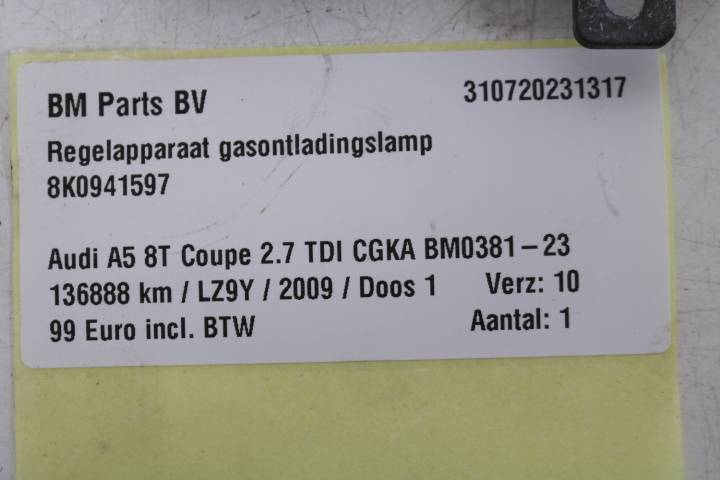 BM Parts BV 310720231317
Regelapparaat gasontladingslamp
8K0941597
Audi A5 8T Coupe 2.7 TDI CGKA BM0381-23
136888 km / LZ9Y / 2009 / Doos 1 Verz: 10
99 Euro incl. BTW Aantal: 1